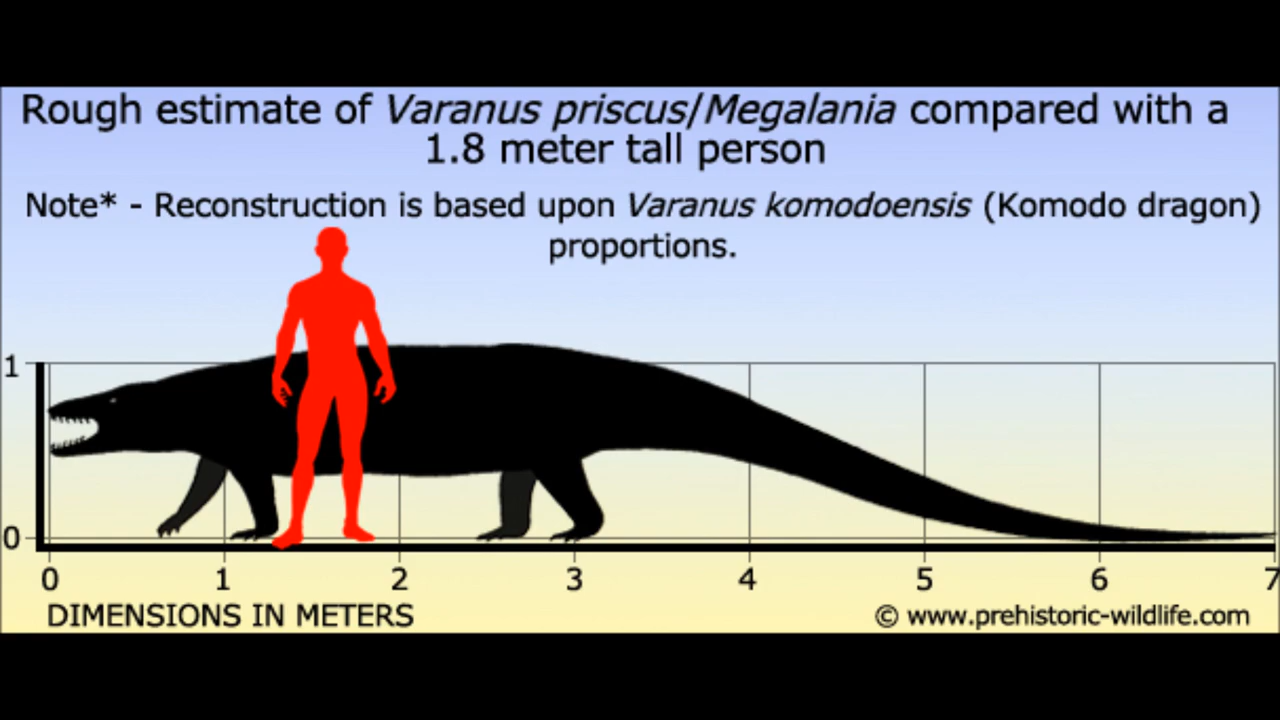 Rough estimate of Varanus priscus/Megalania compared with a
1.8 meter tall person
Note* - Reconstruction is based upon Varanus komodoensis (Komodo dragon)
proportions.
1
0
0 1 2 3 4 5 6 7
DIMENSIONS IN METERS
© www.prehistoric-wildlife.com